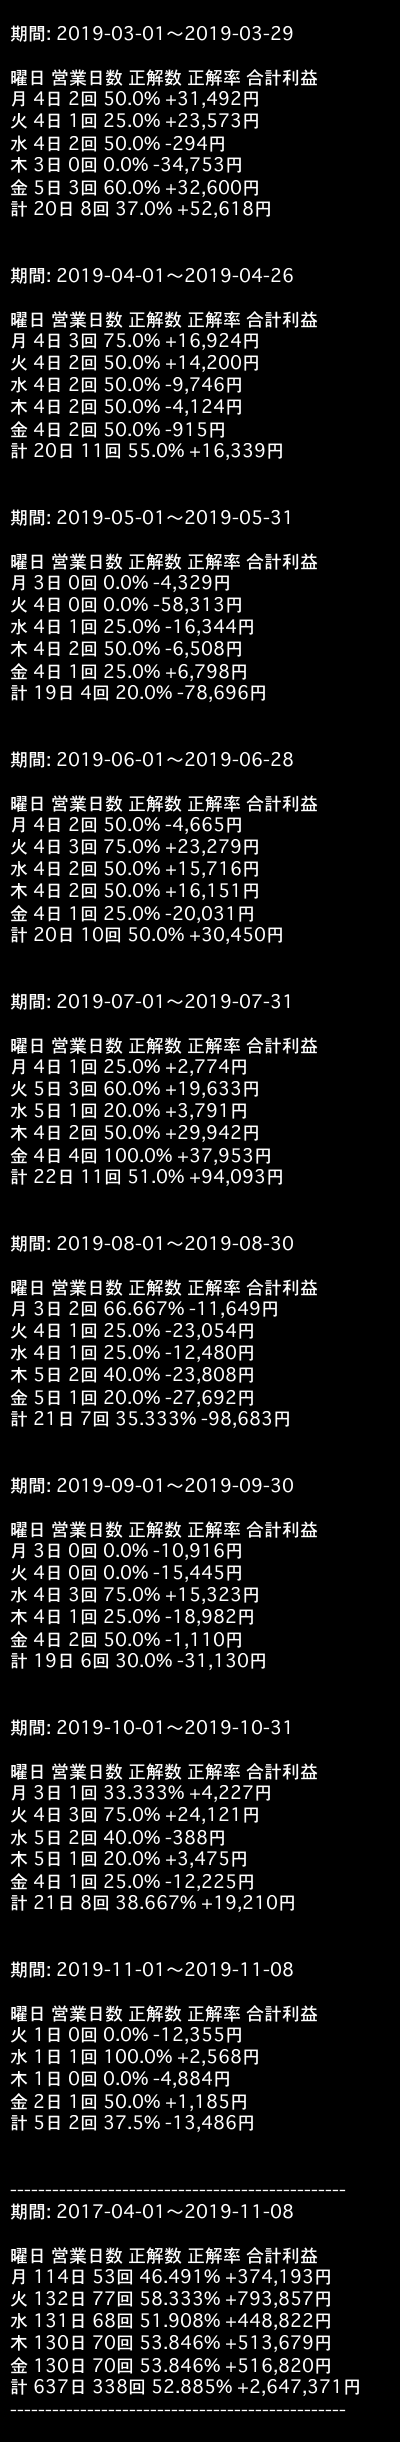 期間: 2019-03-01〜2019-03-29
曜日 営業日数 正解数 正解率 合計利益
月 4日 2回 50.0% +31,492円
火 4日 1回 25.0% +23,573円
水 4日 2回 50.0% -294円
木 3日 0回 0.0% -34,753円
金 5日 3回 60.0% +32,600円
計 20日 8回 37.0% +52,618円
期間: 2019-04-01〜2019-04-26
曜日 営業日数 正解数 正解率 合計利益
月 4日 3回 75.0% +16,924円
火 4日 2回 50.0% +14,200円
水 4日 2回 50.0% -9,746円
木 4日 2回 50.0% -4,124円
金 4日 2回 50.0% -915円
計 20日 11回 55.0% +16,339円
期間: 2019-05-01〜2019-05-31
曜日 営業日数 正解数 正解率 合計利益
月 3日 0回 0.0% -4,329円
火 4日 0回 0.0% -58,313円
水 4日 1回 25.0% -16,344円
木 4日 2回 50.0% -6,508円
金 4日 1回 25.0% +6,798円
計 19日 4回 20.0% -78,696円
期間: 2019-06-01〜2019-06-28
曜日 営業日数 正解数 正解率 合計利益
月 4日 2回 50.0% -4,665円
火 4日 3回 75.0% +23,279円
水 4日 2回 50.0% +15,716円
木 4日 2回 50.0% +16,151円
金 4日 1回 25.0% -20,031円
計 20日 10回 50.0% +30,450円
期間: 2019-07-01〜2019-07-31
曜日 営業日数 正解数 正解率 合計利益
月 4日 1回 25.0% +2,774円
火 5日 3回 60.0% +19,633円
水 5日 1回 20.0% +3,791円
木 4日 2回 50.0% +29,942円
金 4日 4回 100.0% +37,953円
計 22日 11回 51.0% +94,093円
期間: 2019-08-01〜2019-08-30
曜日 営業日数 正解数 正解率 合計利益
月 3日 2回 66.667% -11,649円
火 4日 1回 25.0% -23,054円
水 4日 1回 25.0% -12,480円
木 5日 2回 40.0% -23,808円
金 5日 1回 20.0% -27,692円
計 21日 7回 35.333% -98,683円
期間: 2019-09-01〜2019-09-30
曜日 営業日数 正解数 正解率 合計利益
月 3日 0回 0.0% -10,916円
火 4日 0回 0.0% -15,445円
水 4日 3回 75.0% +15,323円
木 4日 1回 25.0% -18,982円
金 4日 2回 50.0% -1,110円
計 19日 6回 30.0% -31,130円
期間: 2019-10-01〜2019-10-31
曜日 営業日数 正解数 正解率 合計利益
月 3日 1回 33.333% +4,227円
火 4日 3回 75.0% +24,121円
水 5日 2回 40.0% -388円
木 5日 1回 20.0% +3,475円
金 4日 1回 25.0% -12,225円
計 21日 8回 38.667% +19,210円
期間: 2019-11-01〜2019-11-08
曜日 営業日数 正解数 正解率 合計利益
火 1日 0回 0.0% -12,355円
水 1日 1回 100.0% +2,568円
木 1日 0回 0.0% -4,884円
金 2日 1回 50.0% +1,185円
計 5日 2回 37.5% -13,486円
------------------------------------------------
期間: 2017-04-01〜2019-11-08
曜日 営業日数 正解数 正解率 合計利益
月 114日 53回 46.491% +374,193円
火 132日 77回 58.333% +793,857円
水 131日 68回 51.908% +448,822円
木 130日 70回 53.846% +513,679円
金 130日 70回 53.846% +516,820円
計 637日 338回 52.885% +2,647,371円
------------------------------------------------